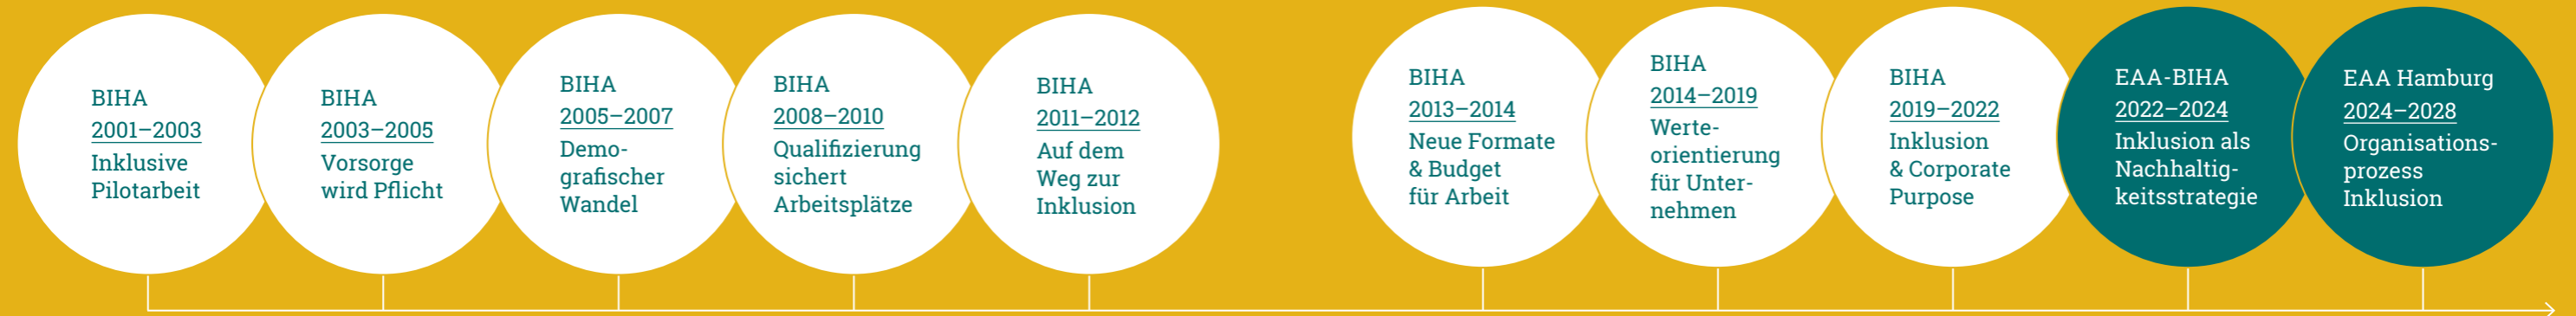 BIHA
2001–2003
Inklusive
Pilotarbeit
BIHA
2003–2005
Vorsorge
wird Pflicht
BIHA
2005–2007
Demo-
grafischer
Wandel
BIHA
2008–2010
Qualifizierung
sichert
Arbeitsplätze
BIHA
2011–2012
Auf dem
Weg zur
Inklusion
BIHA
2013–2014
Neue Formate
& Budget
für Arbeit
BIHA
2014–2019
Werte-
orientierung
für Unter-
nehmen
BIHA
2019–2022
Inklusion
& Corporate
Purpose
EAA-BIHA
2022–2024
Inklusion als
Nachhaltig-
keitsstrategie
EAA Hamburg
2024–2028
Organisations-
prozess
Inklusion